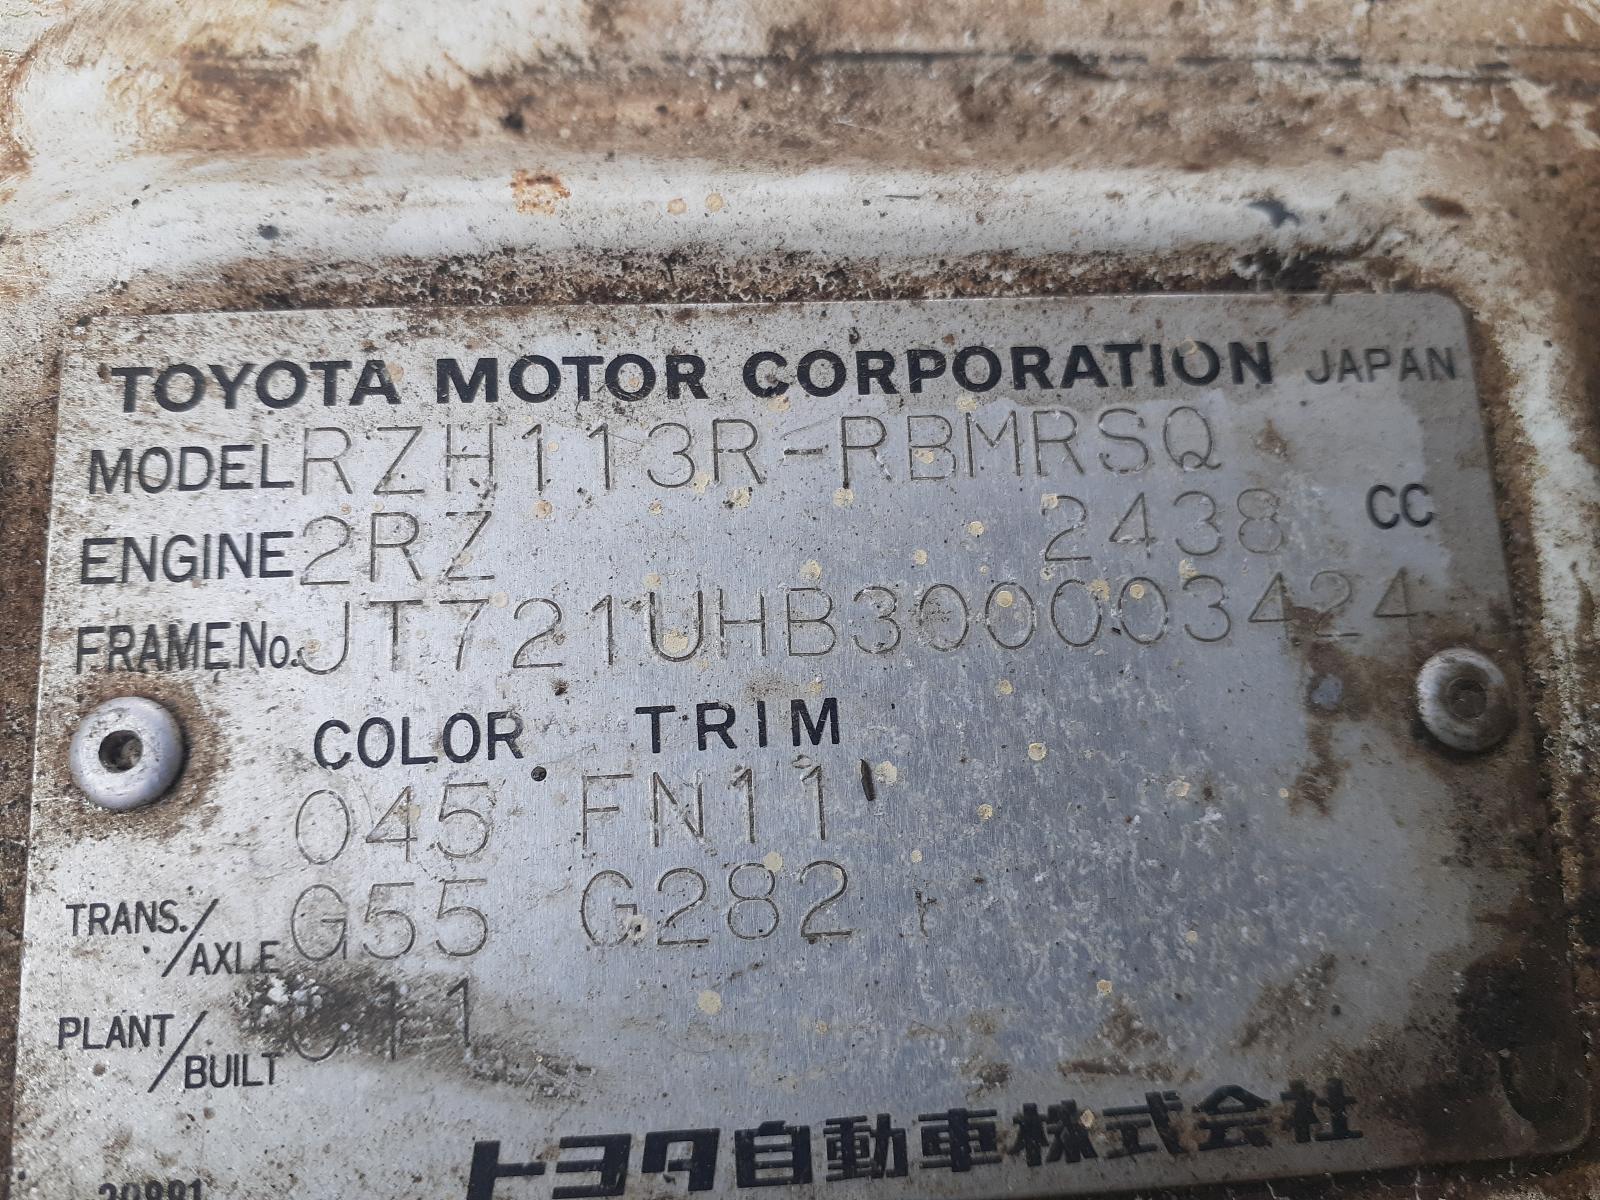 TOYOTA MOTOR CORPORATION JAPAN
MODEL RZH113R-RBMRSQ
ENGINE 2RZ 2438 CC
FRAME No. JT721UHB300003424
COLOR TRIM
045 FN11
TRANS./AXLE G55 G282
PLANT/BUILT C11
トヨタ自動車株式会社